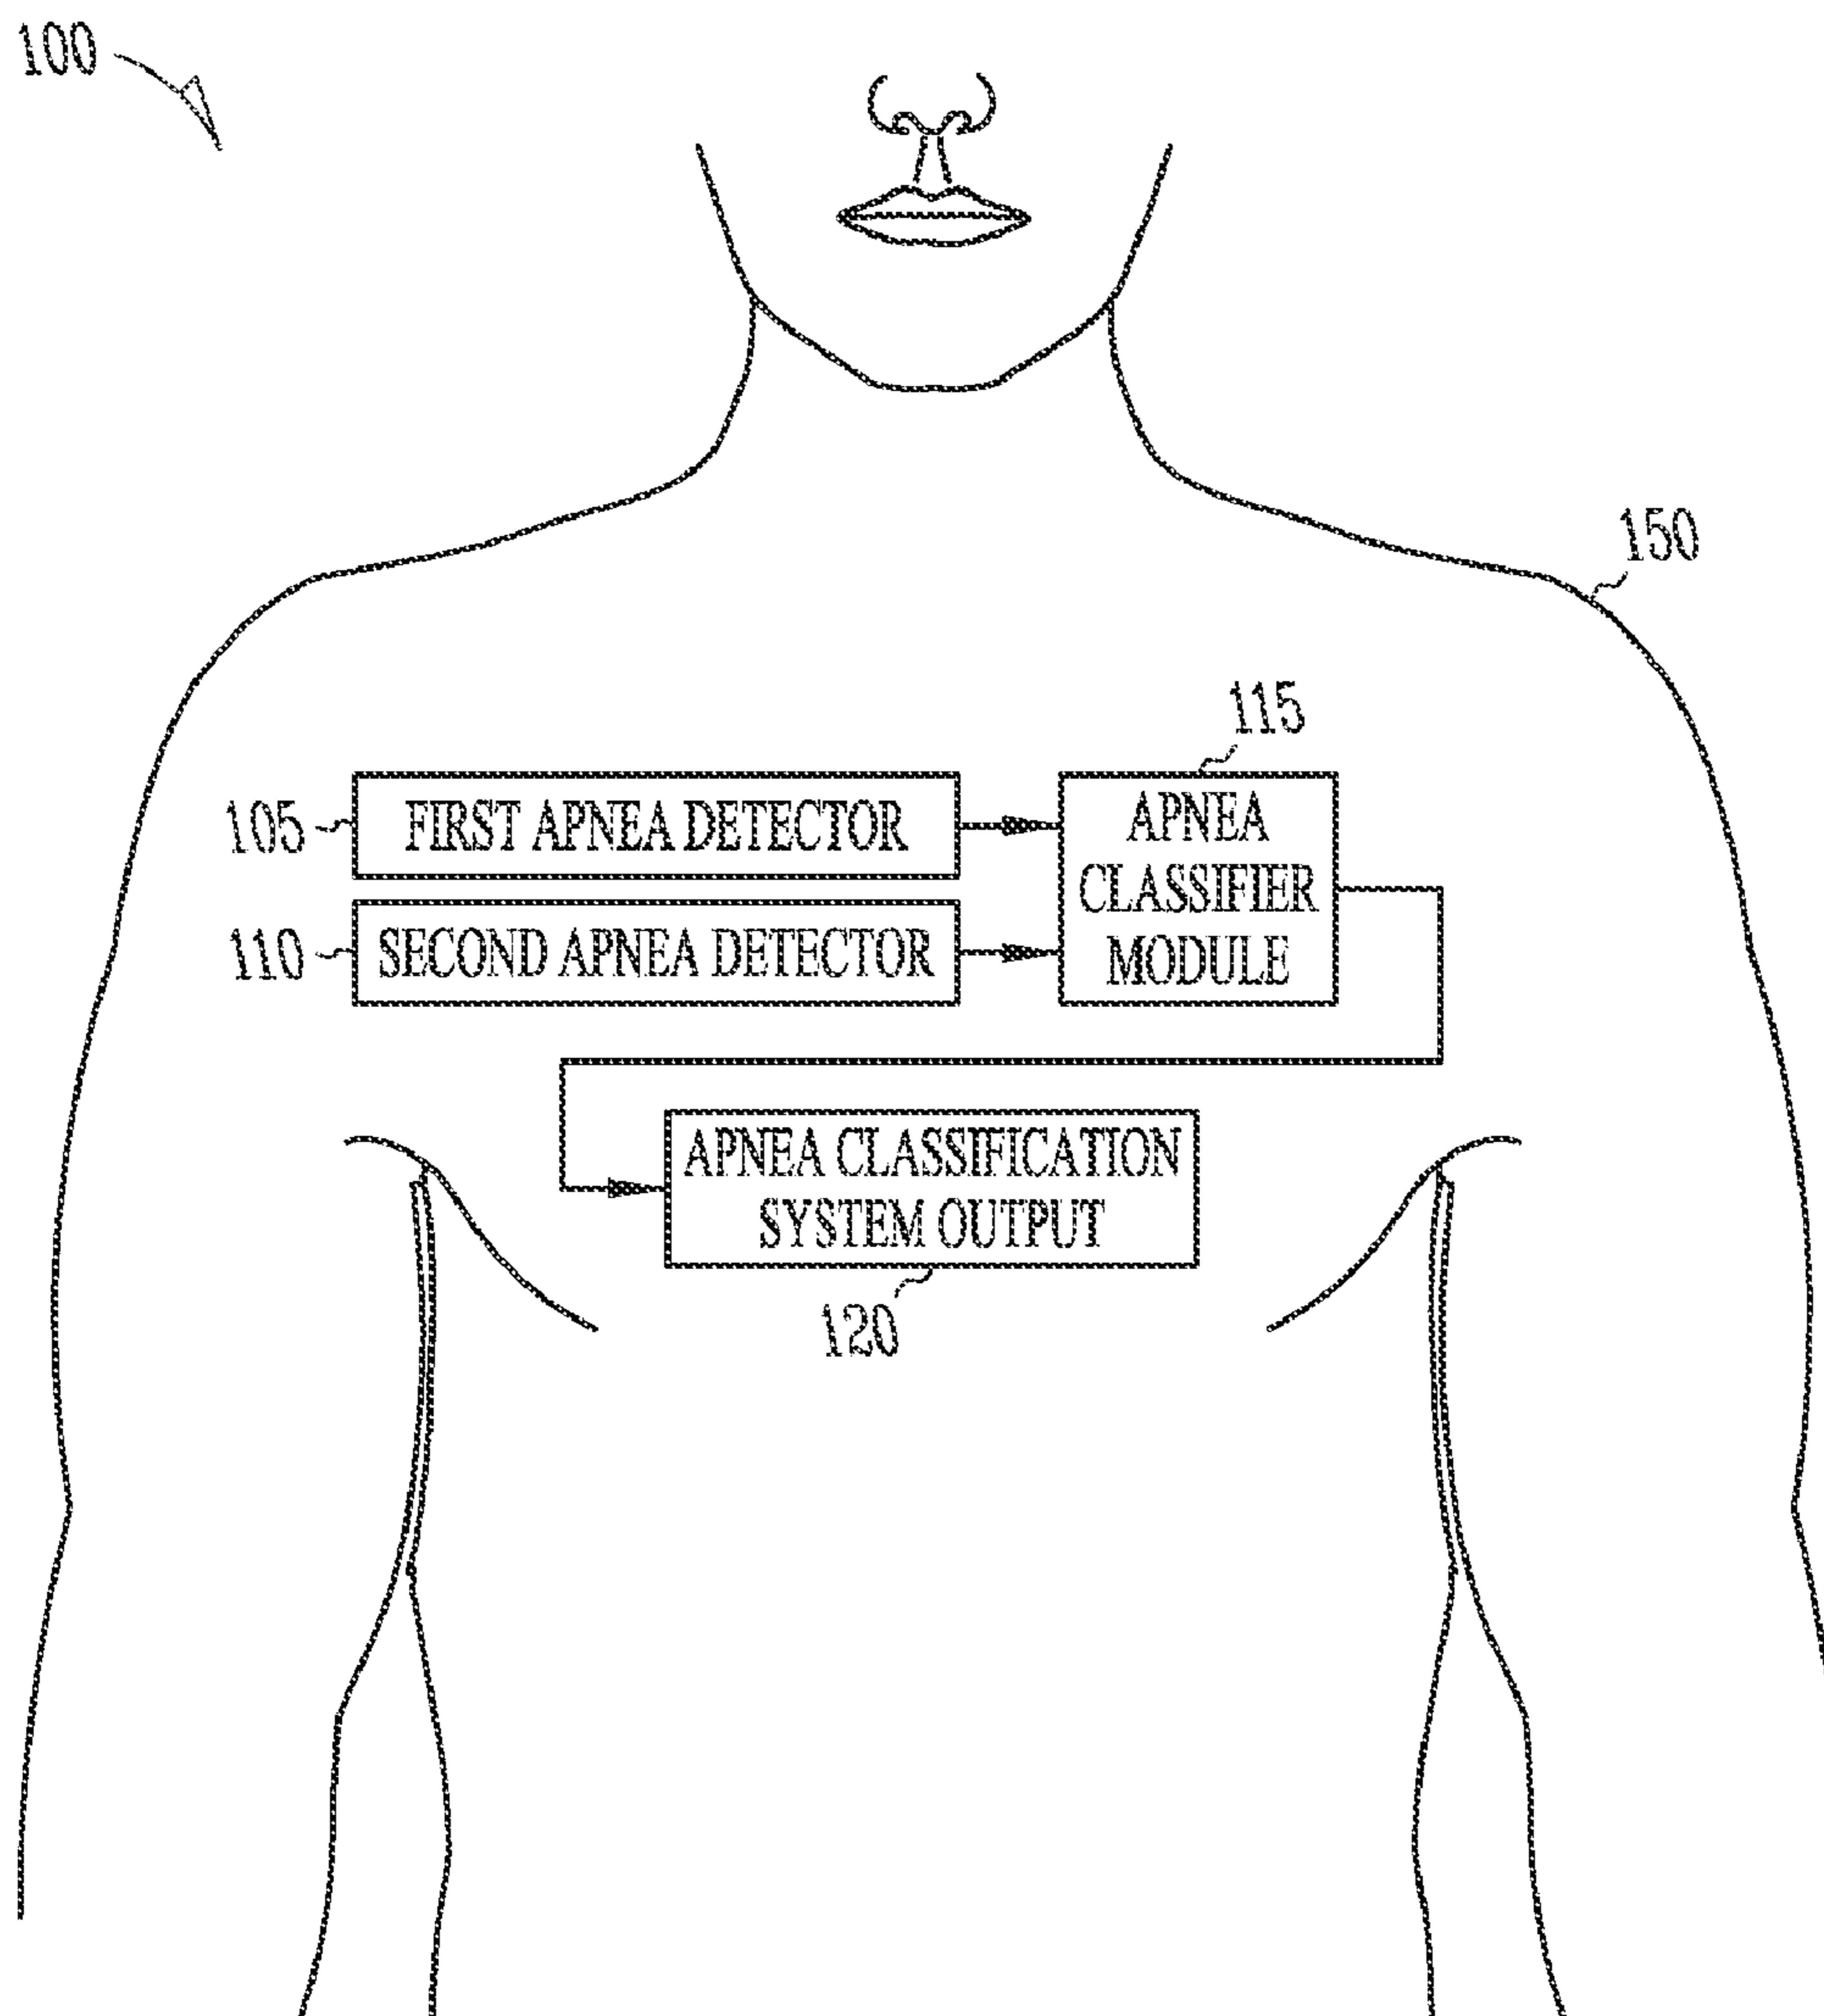 100
150
115
105
FIRST APNEA DETECTOR
APNEA
CLASSIFIER
MODULE
110
SECOND APNEA DETECTOR
APNEA CLASSIFICATION
SYSTEM OUTPUT
120